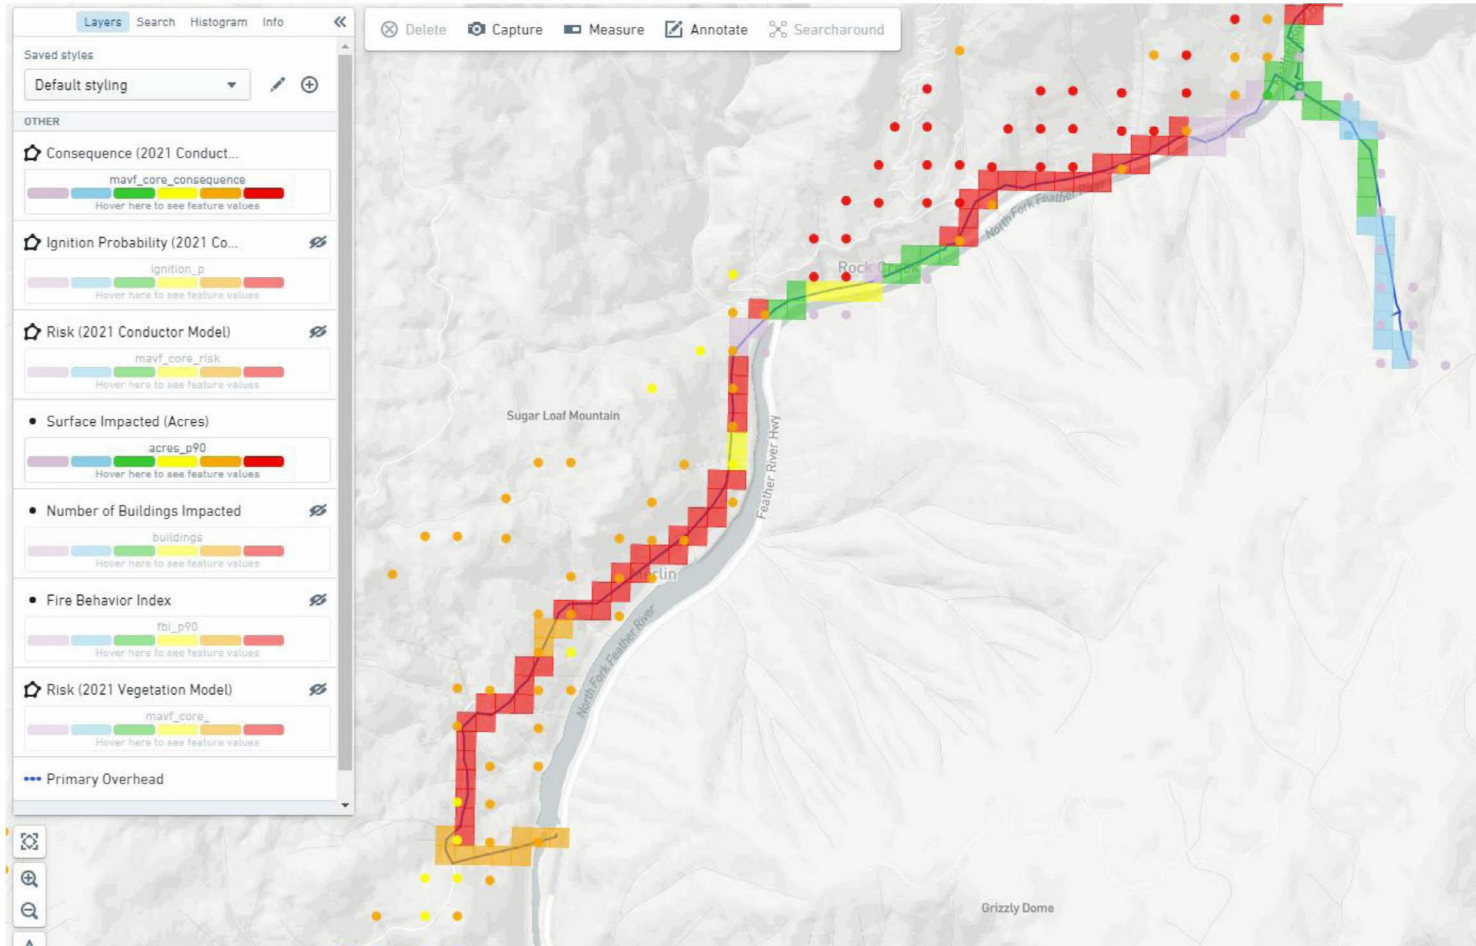 Layers Search Histogram Info
Delete Capture Measure Annotate Searcharound
Saved styles
Default styling
OTHER
Consequence (2021 Conduct...
mavf_core_consequence
Hover here to see feature values
Ignition Probability (2021 Co...
ignition_p
Hover here to see feature values
Risk (2021 Conductor Model)
mavf_core_risk
Hover here to see feature values
Surface Impacted (Acres)
acres_p90
Hover here to see feature values
Number of Buildings Impacted
buildings
Hover here to see feature values
Fire Behavior Index
fbi_p90
Hover here to see feature values
Risk (2021 Vegetation Model)
mavf_core_
Hover here to see feature values
Primary Overhead
North Fork Feather River
Sugar Loaf Mountain
Feather River Hwy
North Fork Feather River
Grizzly Dome